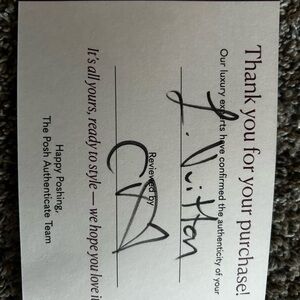 Thank you for your purchase!
Our luxury experts have confirmed the authenticity of your
L. Vuitton
Reviewed by
It's all yours, ready to style — we hope you love it
Happy Poshing,
The Posh Authenticate Team